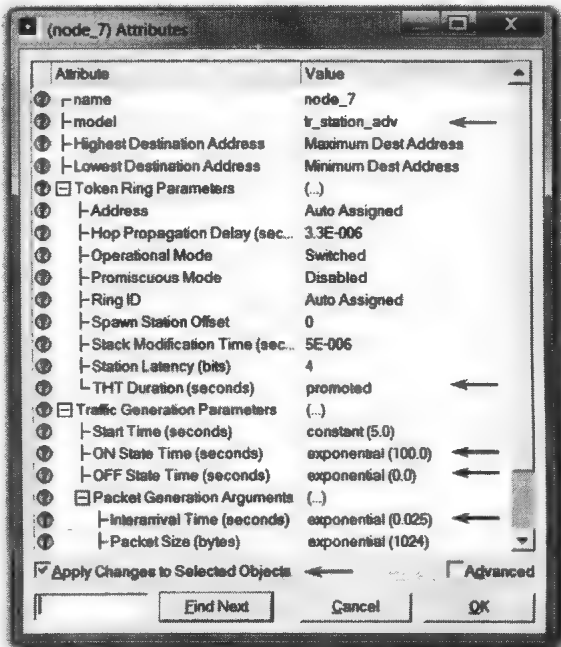 (node_7) Attributes
Attribute Value
name node_7
model tr_station_adv
Highest Destination Address Maximum Dest Address
Lowest Destination Address Minimum Dest Address
Token Ring Parameters (...)
Address Auto Assigned
Hop Propagation Delay (sec... 3.3E-006
Operational Mode Switched
Promiscuous Mode Disabled
Ring ID Auto Assigned
Spawn Station Offset 0
Stack Modification Time (sec... 5E-006
Station Latency (bits) 4
THT Duration (seconds) promoted
Traffic Generation Parameters (...)
Start Time (seconds) constant (5.0)
ON State Time (seconds) exponential (100.0)
OFF State Time (seconds) exponential (0.0)
Packet Generation Arguments (...)
Interarrival Time (seconds) exponential (0.025)
Packet Size (bytes) exponential (1024)
Apply Changes to Selected Objects Advanced
Find Next Cancel OK